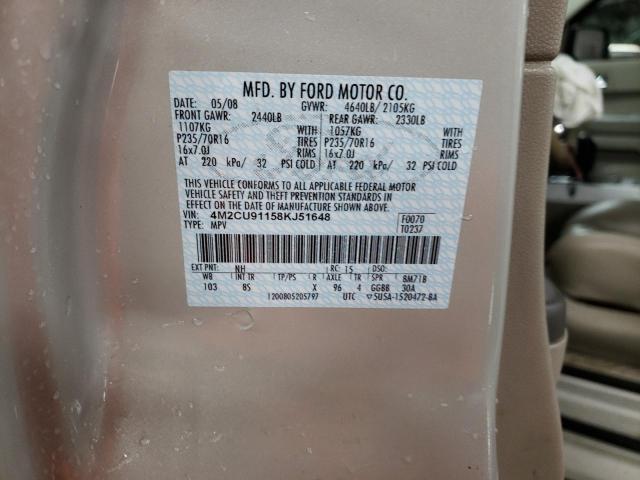 MFD. BY FORD MOTOR CO.
DATE: 05/08 GVWR: 4640LB/ 2105KG
FRONT GAWR: 2440LB REAR GAWR: 2330LB
1107KG WITH 1057KG WITH
P235/70R16 TIRES P235/70R16 TIRES
16x7.0J RIMS 16x7.0J RIMS
AT 220 kPa/ 32 PSI COLD AT 220 kPa/ 32 PSI COLD
THIS VEHICLE CONFORMS TO ALL APPLICABLE FEDERAL MOTOR
VEHICLE SAFETY AND THEFT PREVENTION STANDARDS IN
EFFECT ON THE DATE OF MANUFACTURE SHOWN ABOVE.
VIN: 4M2CU91158KJ51648 F0070
TYPE: MPV T0237
EXT PNT: NH RC: 15 DSO:
WB INT TR TP/PS R AXLE TR SPR 8M71B
103 8S X 96 4 GGBB 30A
1200805205797 UTC ▽5U5A-1520472-BA